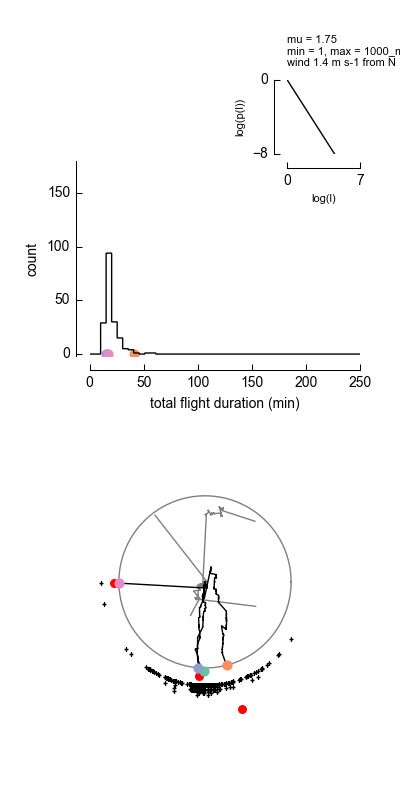 mu = 1.75
min = 1, max = 1000_m
wind 1.4 m s-1 from N
0
−8
log(p(l))
0
7
log(l)
150
100
50
0
count
0
50
100
150
200
250
total flight duration (min)